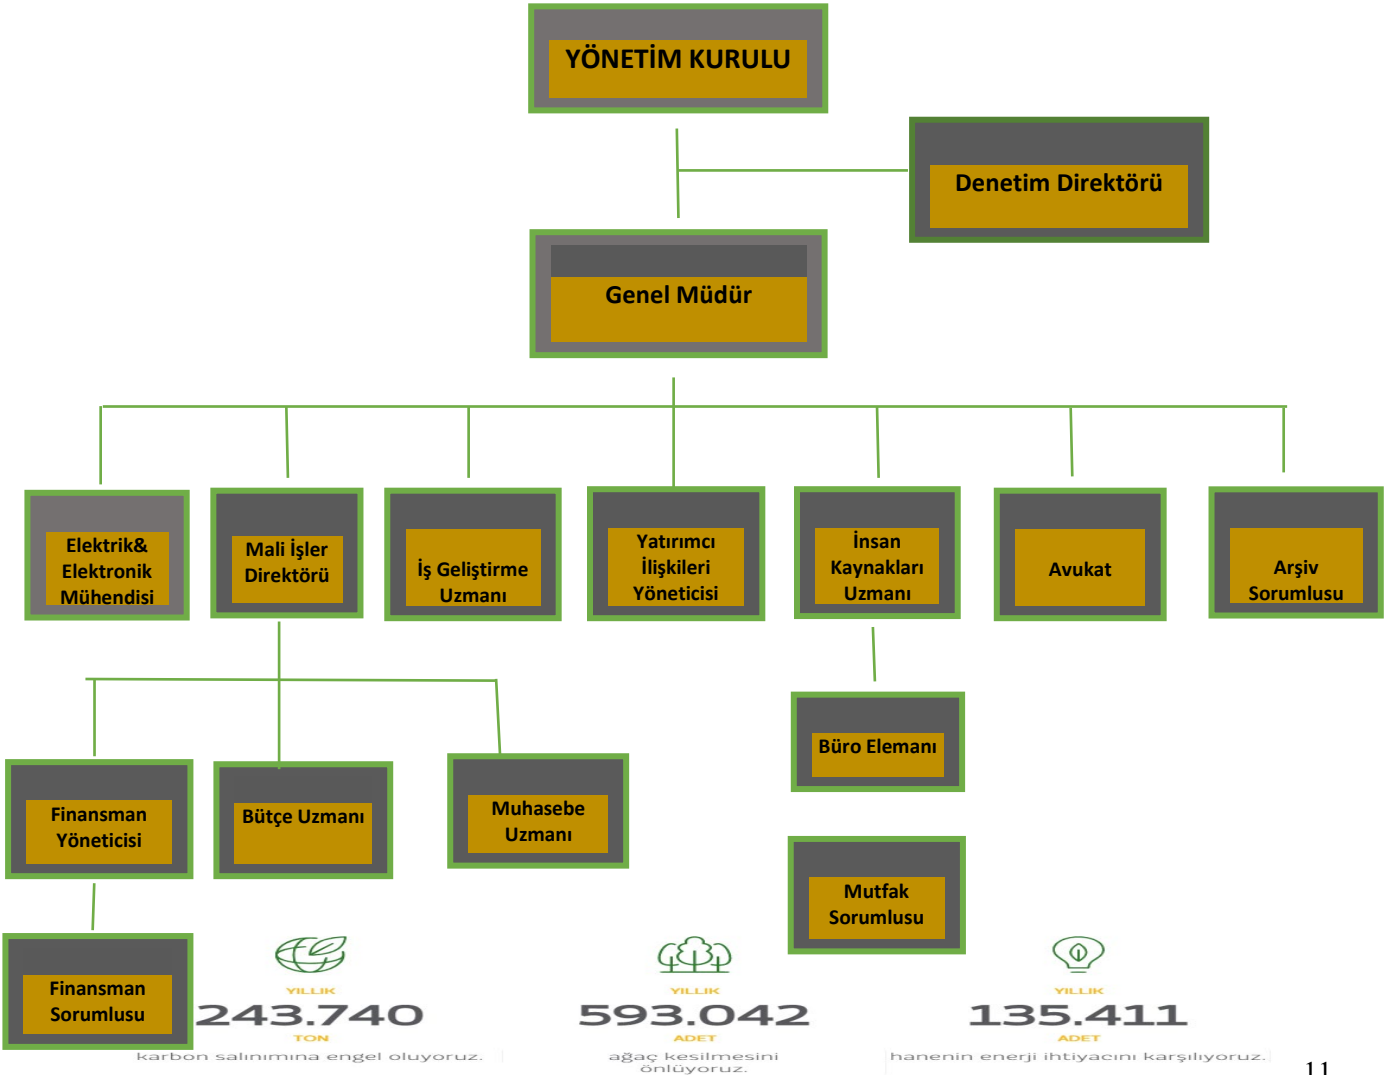 YÖNETİM KURULU
Denetim Direktörü
Genel Müdür
Elektrik&
Elektronik
Mühendisi
Mali İşler
Direktörü
İş Geliştirme
Uzmanı
Yatırımcı
İlişkileri
Yöneticisi
İnsan
Kaynakları
Uzmanı
Avukat
Arşiv
Sorumlusu
Büro Elemanı
Finansman
Yöneticisi
Bütçe Uzmanı
Muhasebe
Uzmanı
Mutfak
Sorumlusu
Finansman
Sorumlusu
YILLIK
243.740
TON
karbon salınımına engel oluyoruz.
YILLIK
593.042
ADET
ağaç kesilmesini
önlüyoruz.
YILLIK
135.411
ADET
hanenin enerji ihtiyacını karşılıyoruz.
11